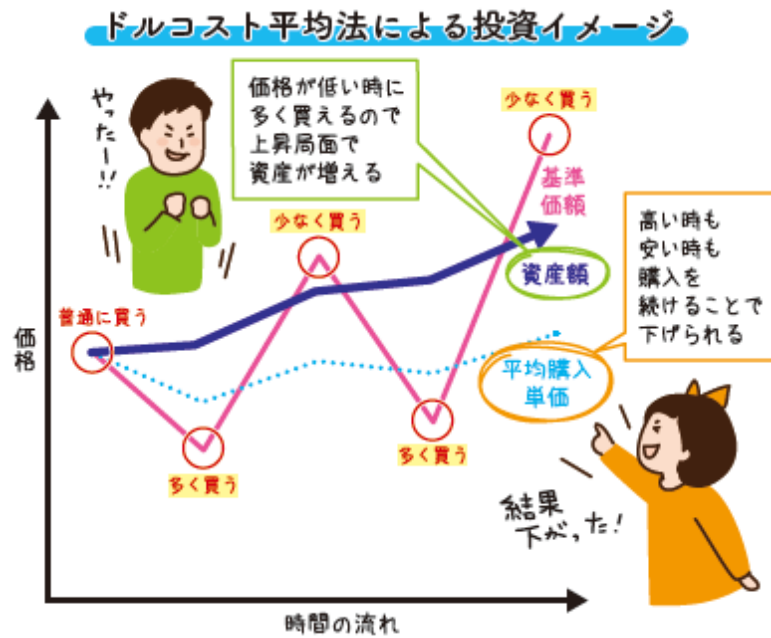 ドルコスト平均法による投資イメージ
やったー!!
価格が低い時に
多く買えるので
上昇局面で
資産が増える
少なく買う
基準
価額
少なく買う
高い時も
安い時も
購入を
続けることで
下げられる
資産額
普通に買う
価格
平均購入
単価
多く買う
多く買う
結果
下がった!
時間の流れ